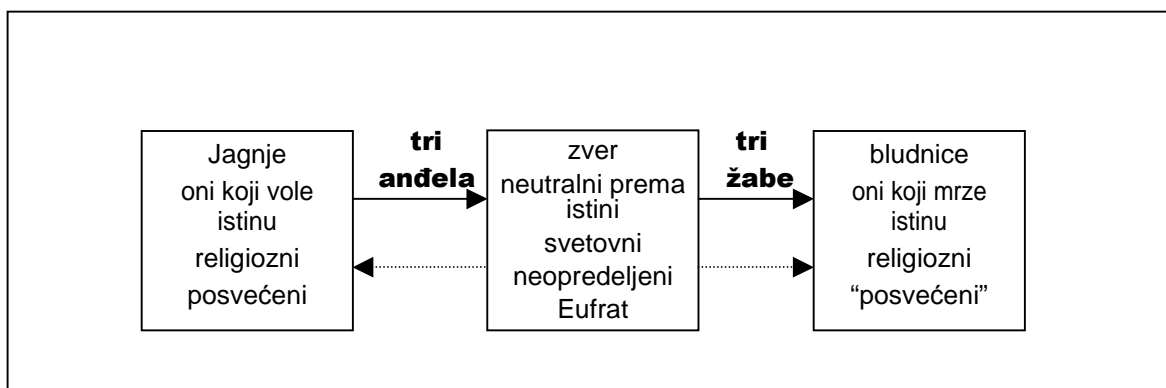 Jagnje
oni koji vole
istinu
religiozni
posvećeni
tri
anđela
zver
neutralni prema
istini
svetovni
neopredeljeni
Eufrat
tri
žabe
bludnice
oni koji mrze
istinu
religiozni
“posvećeni”